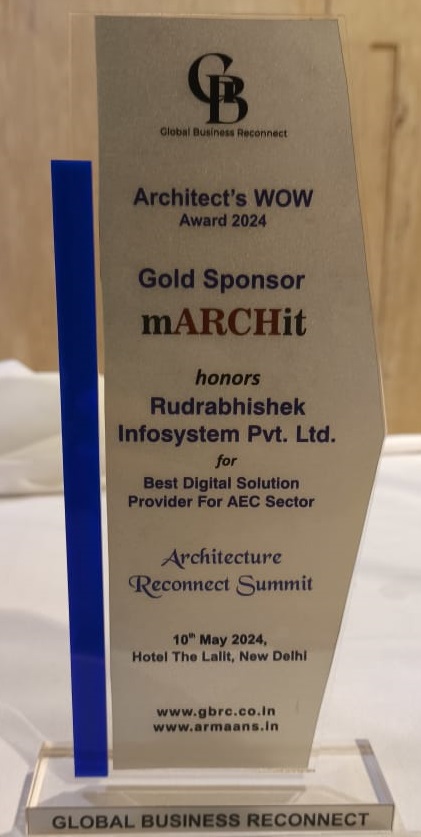 GB
Global Business Reconnect
Architect's WOW
Award 2024
Gold Sponsor
mARCHit
honors
Rudrabhishek
Infosystem Pvt. Ltd.
for
Best Digital Solution
Provider For AEC Sector
Architecture
Reconnect Summit
10th May 2024,
Hotel The Lalit, New Delhi
www.gbrc.co.in
www.armaans.in
GLOBAL BUSINESS RECONNECT